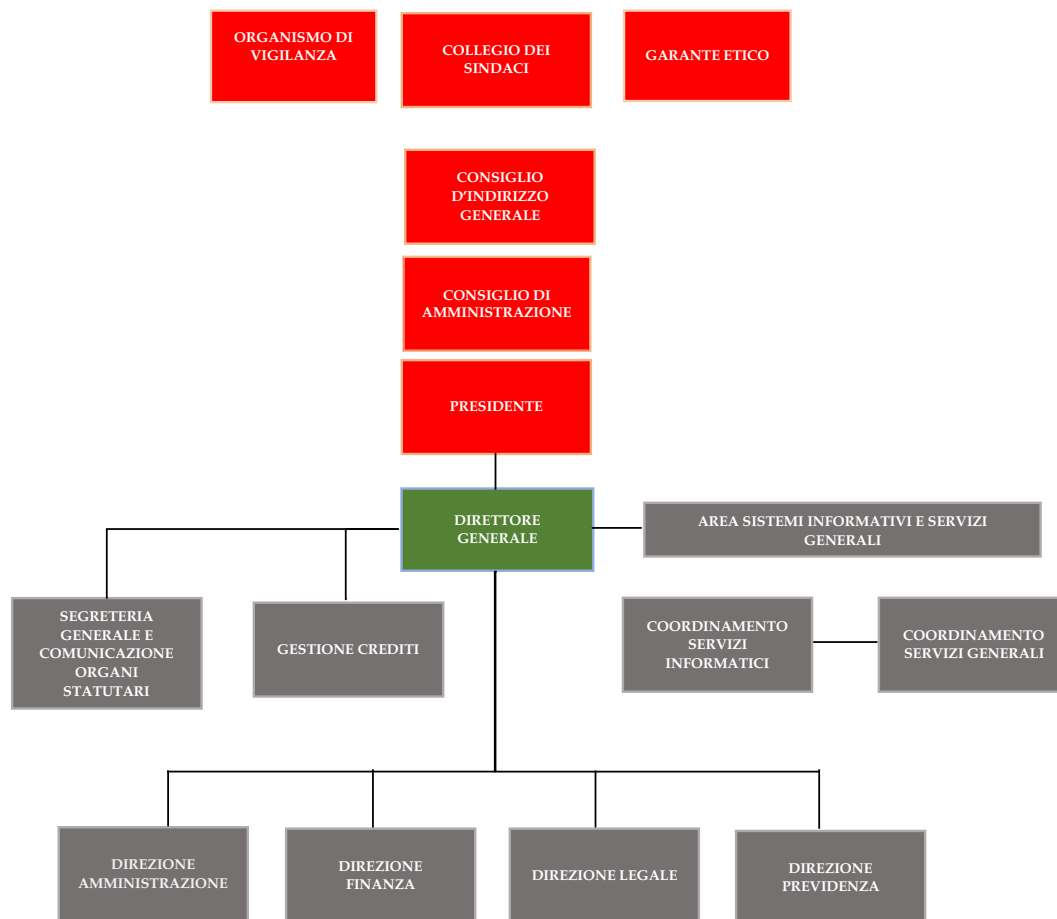 ORGANISMO DI
VIGILANZA
COLLEGIO DEI
SINDACI
GARANTE ETICO
CONSIGLIO
D'INDIRIZZO
GENERALE
CONSIGLIO DI
AMMINISTRAZIONE
PRESIDENTE
DIRETTORE
GENERALE
AREA SISTEMI INFORMATIVI E SERVIZI
GENERALI
SEGRETERIA
GENERALE E
COMUNICAZIONE
ORGANI
STATUTARI
GESTIONE CREDITI
COORDINAMENTO
SERVIZI
INFORMATICI
COORDINAMENTO
SERVIZI GENERALI
DIREZIONE
AMMINISTRAZIONE
DIREZIONE
FINANZA
DIREZIONE LEGALE
DIREZIONE
PREVIDENZA